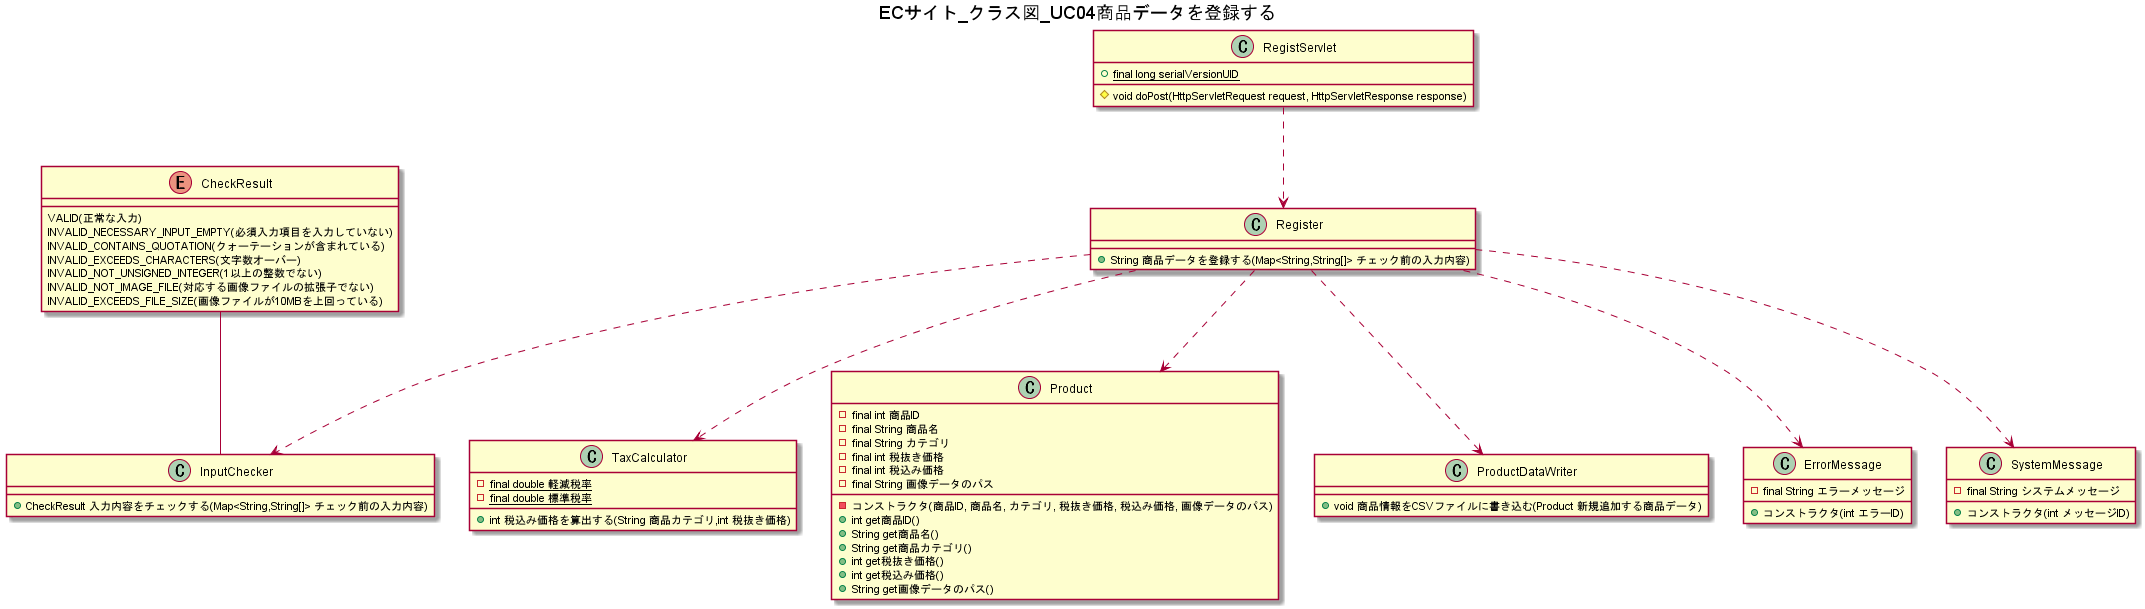 ECサイト_クラス図_UC04商品データを登録する
RegistServlet
final long serialVersionUID
void doPost(HttpServletRequest request, HttpServletResponse response)
CheckResult
VALID(正常な入力)
INVALID_NECESSARY_INPUT_EMPTY(必須入力項目を入力していない)
INVALID_CONTAINS_QUOTATION(クォーテーションが含まれている)
INVALID_EXCEEDS_CHARACTERS(文字数オーバー)
INVALID_NOT_UNSIGNED_INTEGER(1以上の整数でない)
INVALID_NOT_IMAGE_FILE(対応する画像ファイルの拡張子でない)
INVALID_EXCEEDS_FILE_SIZE(画像ファイルが10MBを上回っている)
Register
String 商品データを登録する(Map<String,String[]> チェック前の入力内容)
InputChecker
CheckResult 入力内容をチェックする(Map<String,String[]> チェック前の入力内容)
TaxCalculator
final double 軽減税率
final double 標準税率
int 税込み価格を算出する(String 商品カテゴリ,int 税抜き価格)
Product
final int 商品ID
final String 商品名
final String カテゴリ
final int 税抜き価格
final int 税込み価格
final String 画像データのパス
コンストラクタ(商品ID, 商品名, カテゴリ, 税抜き価格, 税込み価格, 画像データのパス)
int get商品ID()
String get商品名()
String get商品カテゴリ()
int get税抜き価格()
int get税込み価格()
String get画像データのパス()
ProductDataWriter
void 商品情報をCSVファイルに書き込む(Product 新規追加する商品データ)
ErrorMessage
final String エラーメッセージ
コンストラクタ(int エラーID)
SystemMessage
final String システムメッセージ
コンストラクタ(int メッセージID)